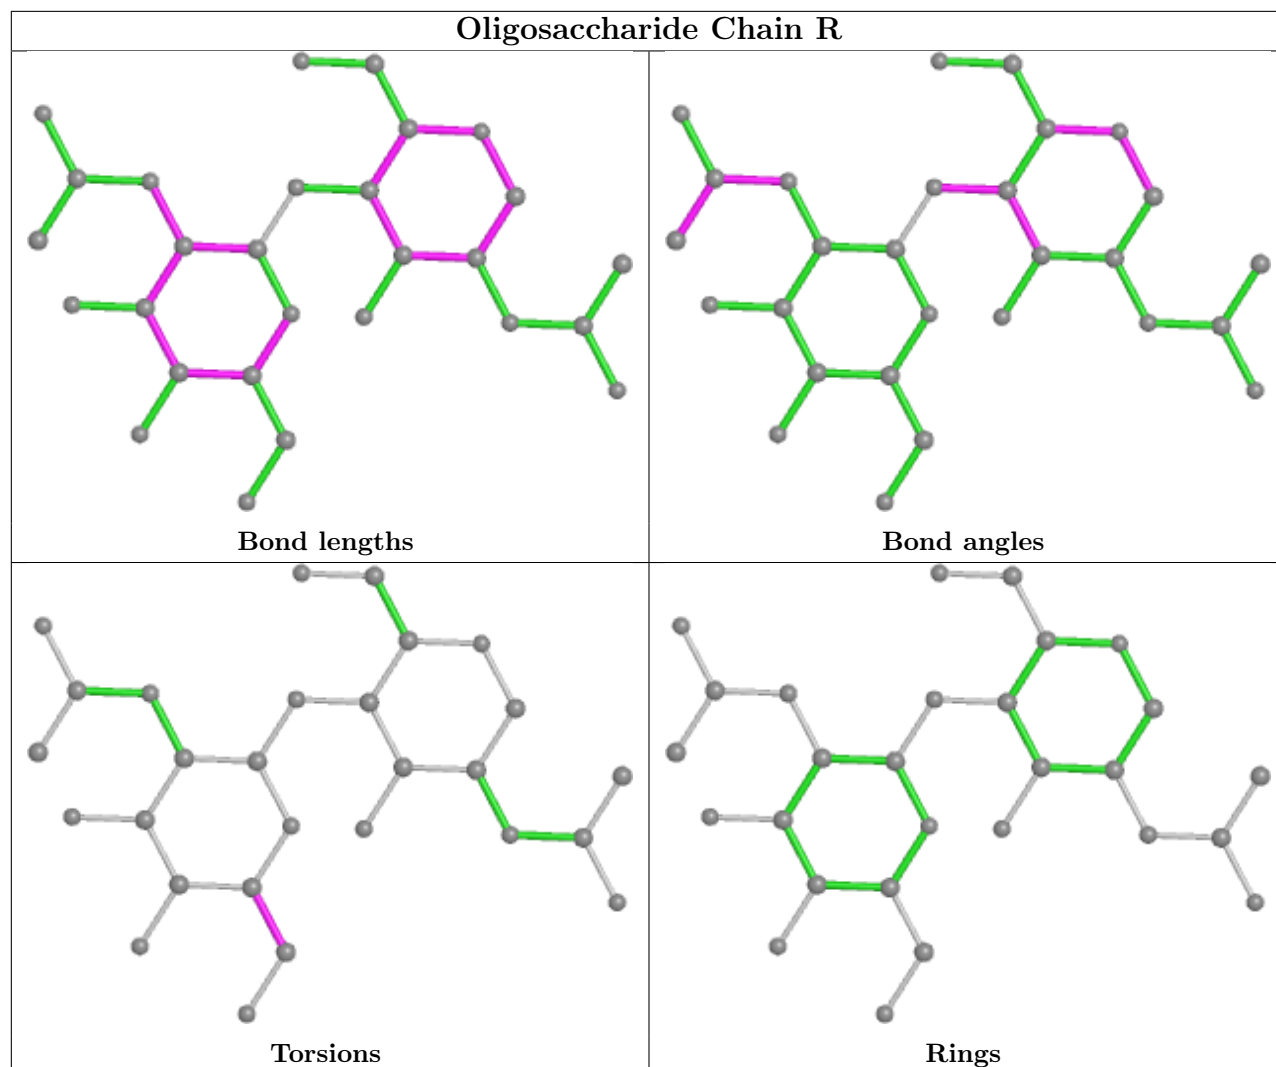 Oligosaccharide Chain R
Bond lengths
Bond angles
Torsions
Rings